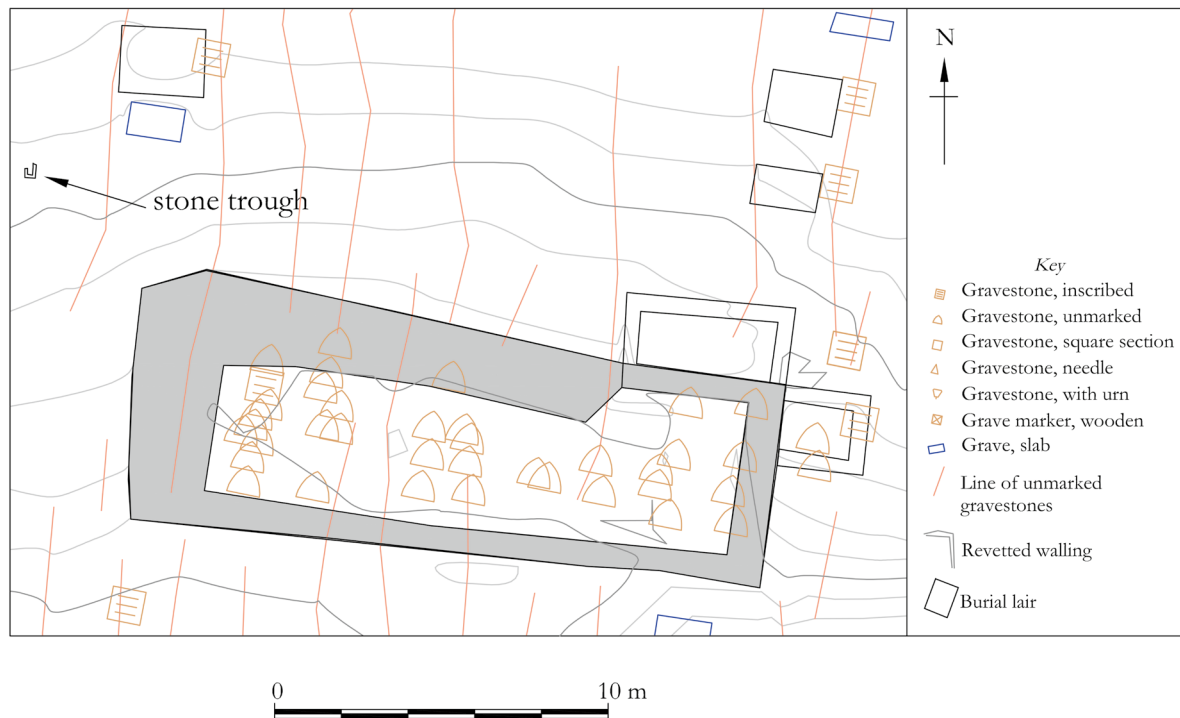 N
stone trough
Key
Gravestone, inscribed
Gravestone, unmarked
Gravestone, square section
Gravestone, needle
Gravestone, with urn
Grave marker, wooden
Grave, slab
Line of unmarked
gravestones
Revetted walling
Burial lair
0 10 m